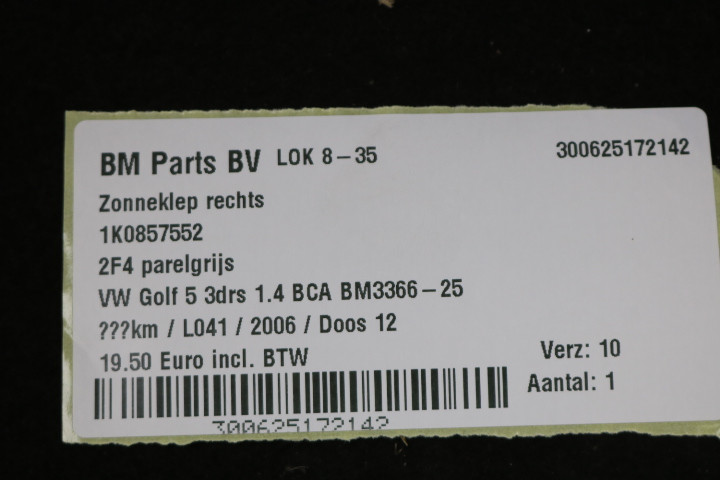 BM Parts BV LOK 8-35 300625172142
Zonneklep rechts
1K0857552
2F4 parelgrijs
VW Golf 5 3drs 1.4 BCA BM3366-25
???km / L041 / 2006 / Doos 12
19.50 Euro incl. BTW Verz: 10
Aantal: 1
300625172142